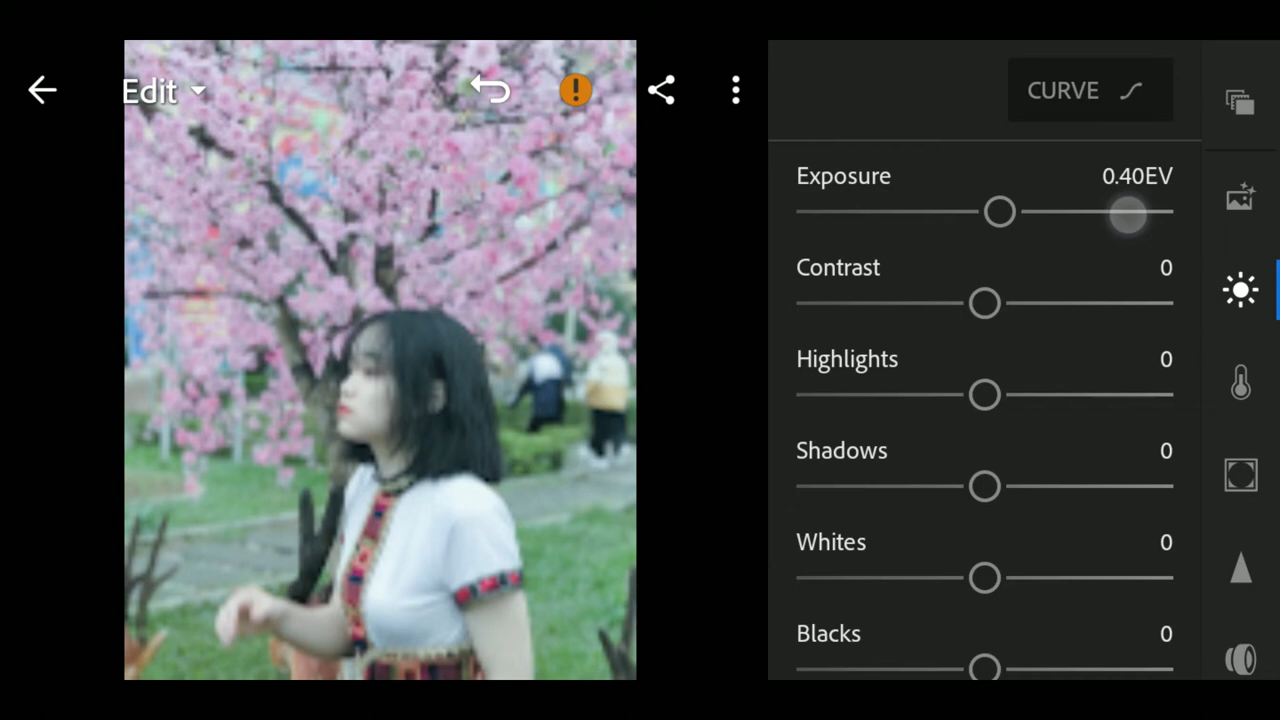 Edit
CURVE
Exposure 0.40EV
Contrast 0
Highlights 0
Shadows 0
Whites 0
Blacks 0